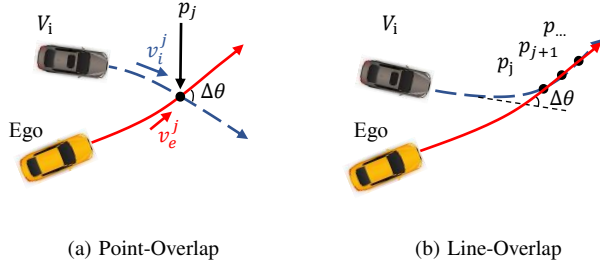 V_i
p_j
v_i^j
Δθ
Ego
v_e^j
(a) Point-Overlap
V_i
p_...
p_{j+1}
p_j
Δθ
Ego
(b) Line-Overlap